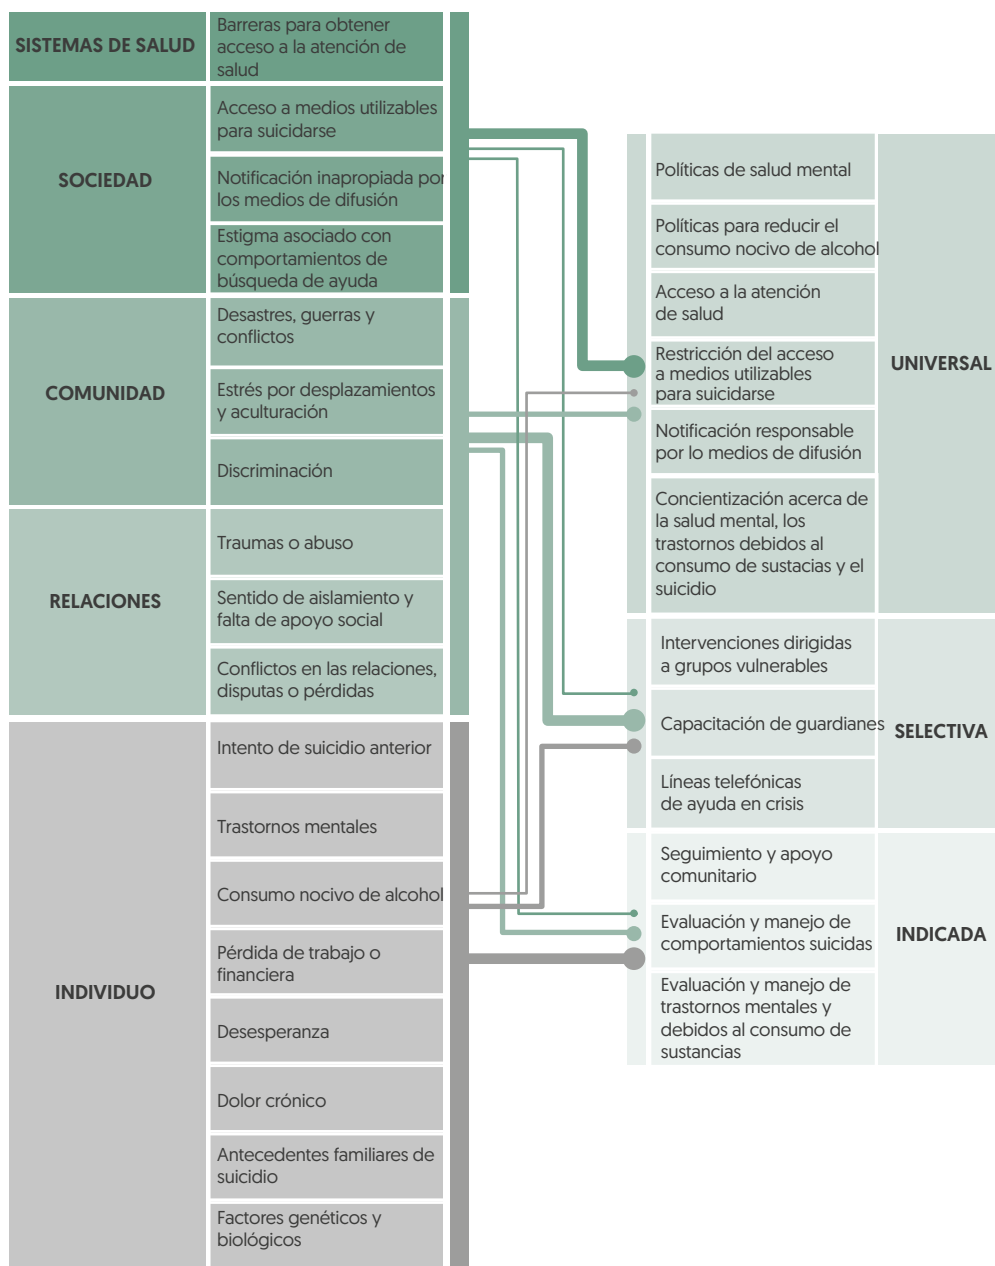 SISTEMAS DE SALUD
Barreras para obtener
acceso a la atención de
salud
SOCIEDAD
Acceso a medios utilizables
para suicidarse
Notificación inapropiada por
los medios de difusión
Estigma asociado con
comportamientos de
búsqueda de ayuda
COMUNIDAD
Desastres, guerras y
conflictos
Estrés por desplazamientos
y aculturación
Discriminación
RELACIONES
Traumas o abuso
Sentido de aislamiento y
falta de apoyo social
Conflictos en las relaciones,
disputas o pérdidas
INDIVIDUO
Intento de suicidio anterior
Trastornos mentales
Consumo nocivo de alcohol
Pérdida de trabajo o
financiera
Desesperanza
Dolor crónico
Antecedentes familiares de
suicidio
Factores genéticos y
biológicos
Políticas de salud mental
Políticas para reducir el
consumo nocivo de alcohol
Acceso a la atención
de salud
Restricción del acceso
a medios utilizables
para suicidarse
Notificación responsable
por lo medios de difusión
Concientización acerca de
la salud mental, los
trastornos debidos al
consumo de sustacias y el
suicidio
UNIVERSAL
Intervenciones dirigidas
a grupos vulnerables
Capacitación de guardianes
Líneas telefónicas
de ayuda en crisis
SELECTIVA
Seguimiento y apoyo
comunitario
Evaluación y manejo de
comportamientos suicidas
Evaluación y manejo de
trastornos mentales y
debidos al consumo de
sustancias
INDICADA